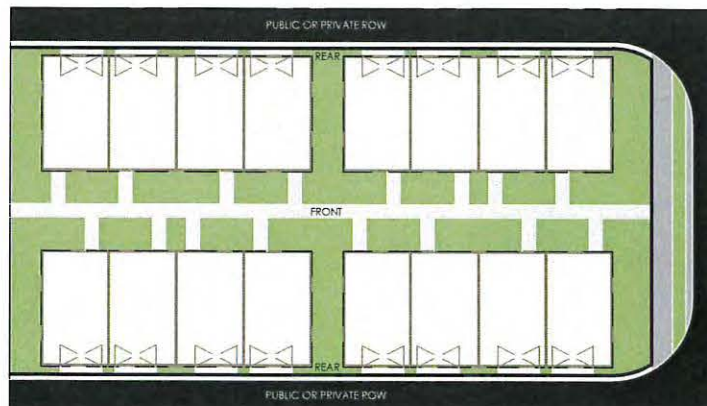 PUBLIC OR PRIVATE ROW
REAR
FRONT
REAR
PUBLIC OR PRIVATE ROW